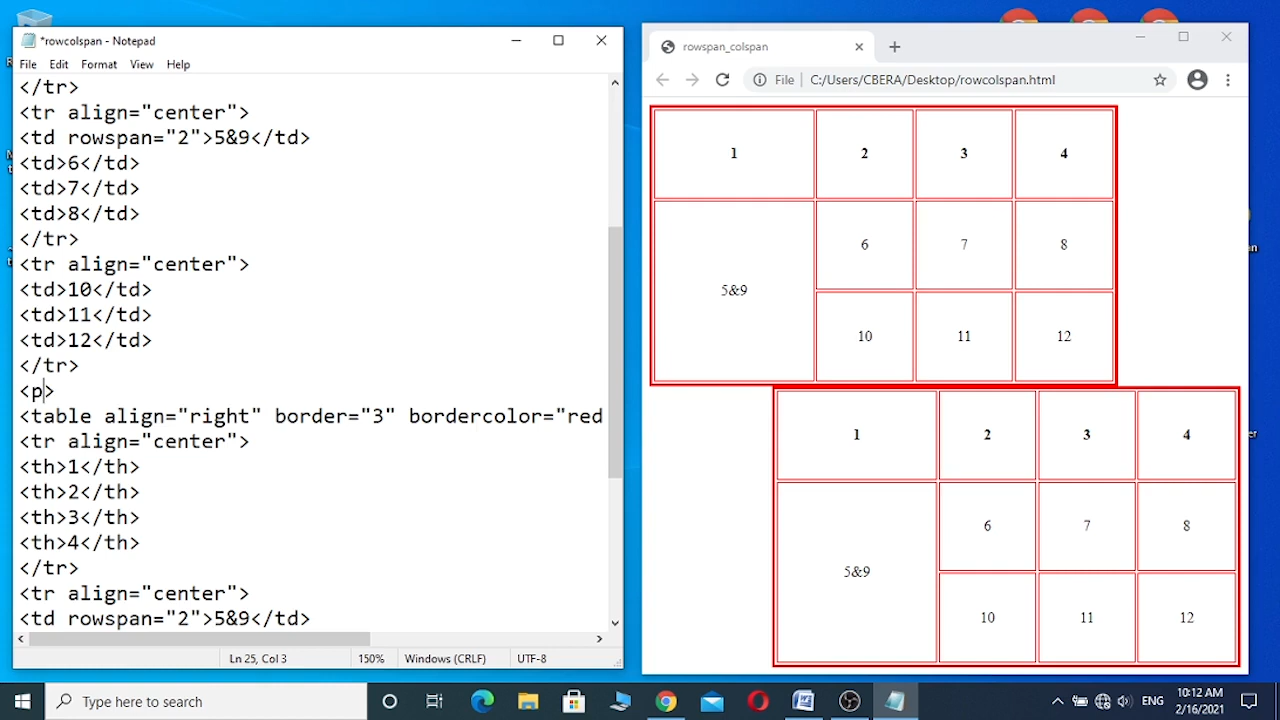 *rowcolspan - Notepad
File Edit Format View Help
</tr>
<tr align="center">
<td rowspan="2">5&9</td>
<td>6</td>
<td>7</td>
<td>8</td>
</tr>
<tr align="center">
<td>10</td>
<td>11</td>
<td>12</td>
</tr>
<p>
<table align="right" border="3" bordercolor="red
<tr align="center">
<th>1</th>
<th>2</th>
<th>3</th>
<th>4</th>
</tr>
<tr align="center">
<td rowspan="2">5&9</td>
Ln 25, Col 3 150% Windows (CRLF) UTF-8
rowspan_colspan
File C:/Users/CBERA/Desktop/rowcolspan.html
1 2 3 4
6 7 8
5&9
10 11 12
1 2 3 4
6 7 8
5&9
10 11 12
Type here to search
ENG
10:12 AM
2/16/2021